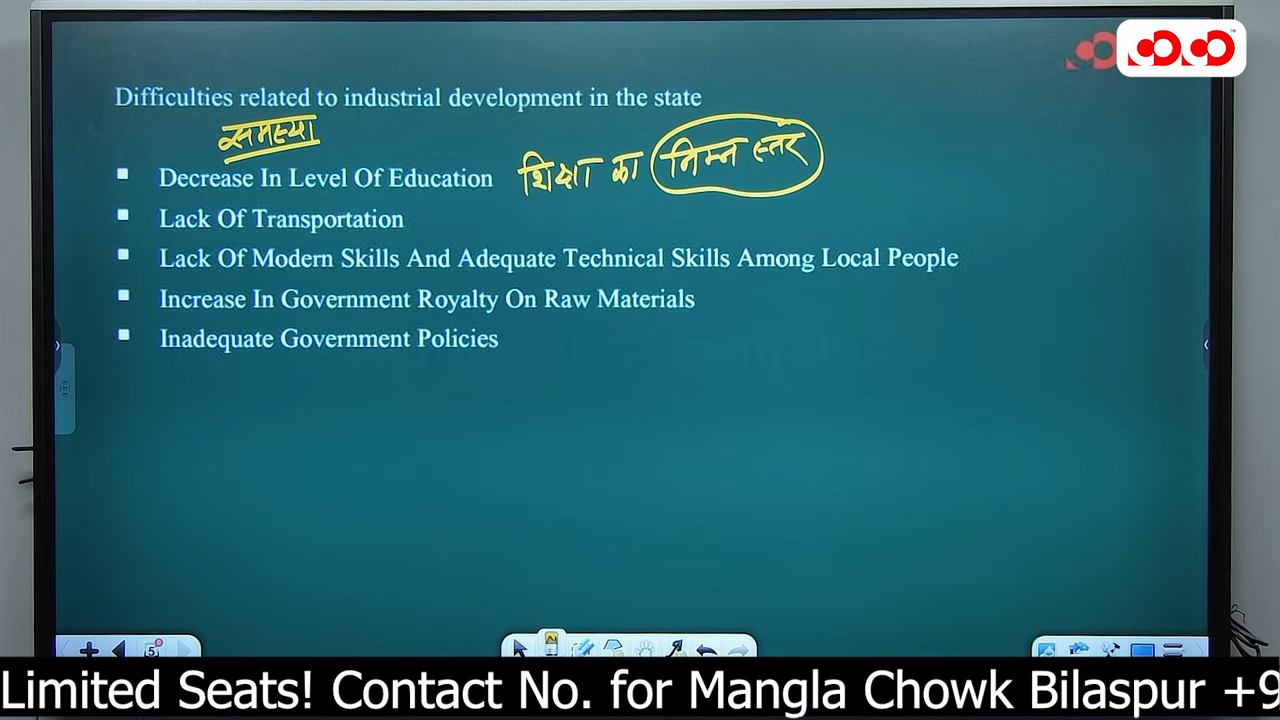 Difficulties related to industrial development in the state
समस्या
▪ Decrease In Level Of Education शिक्षा का निम्न स्तर
▪ Lack Of Transportation
▪ Lack Of Modern Skills And Adequate Technical Skills Among Local People
▪ Increase In Government Royalty On Raw Materials
▪ Inadequate Government Policies
Limited Seats! Contact No. for Mangla Chowk Bilaspur +9